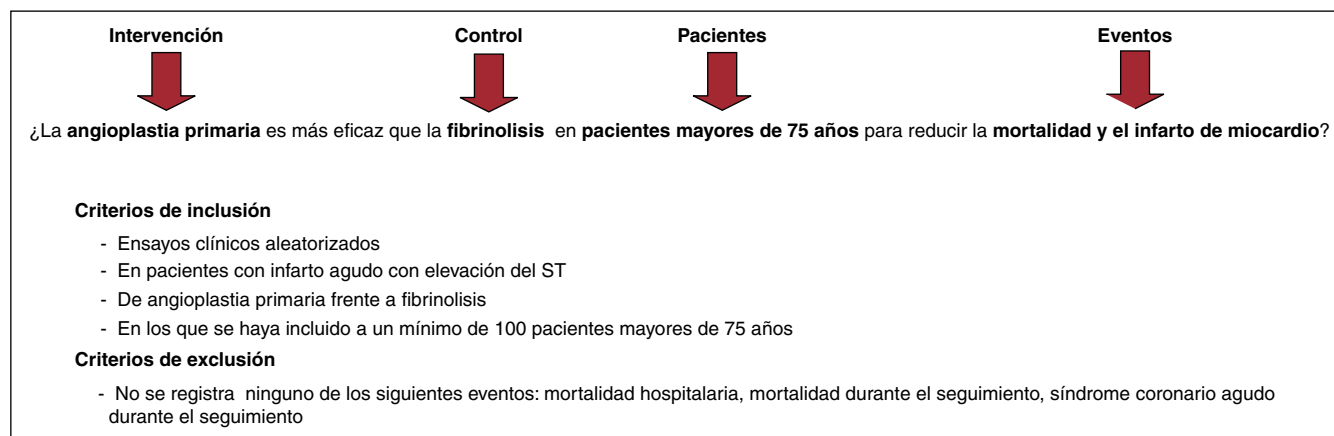 Intervención Control Pacientes Eventos
¿La angioplastia primaria es más eficaz que la fibrinolisis en pacientes mayores de 75 años para reducir la mortalidad y el infarto de miocardio?
Criterios de inclusión
- Ensayos clínicos aleatorizados
- En pacientes con infarto agudo con elevación del ST
- De angioplastia primaria frente a fibrinolisis
- En los que se haya incluido a un mínimo de 100 pacientes mayores de 75 años
Criterios de exclusión
- No se registra ninguno de los siguientes eventos: mortalidad hospitalaria, mortalidad durante el seguimiento, síndrome coronario agudo
durante el seguimiento